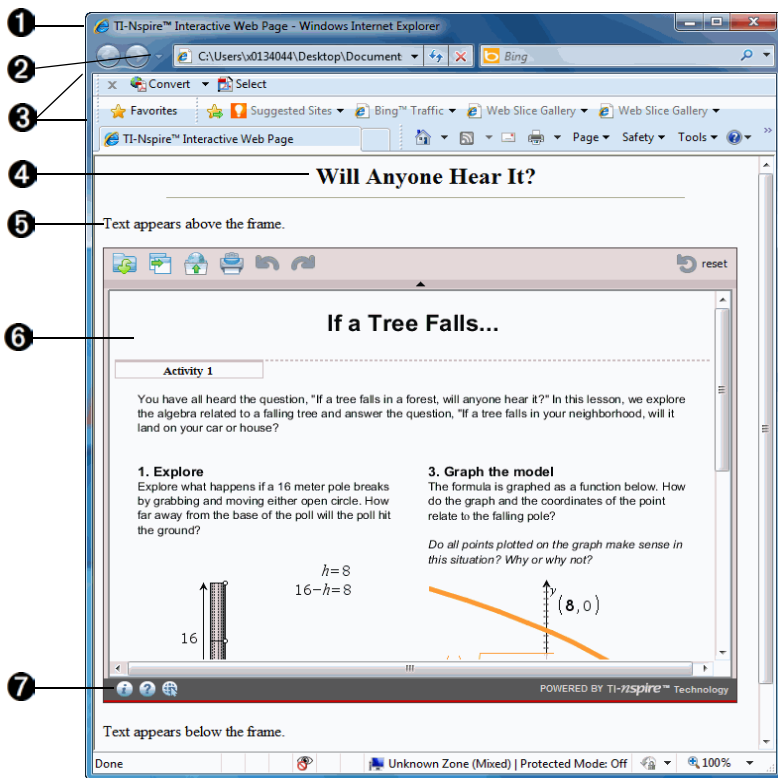 ❶ TI-Nspire™ Interactive Web Page - Windows Internet Explorer
❷ C:\Users\x0134044\Desktop\Document Bing
Convert Select
❸ Favorites Suggested Sites Bing™ Traffic Web Slice Gallery Web Slice Gallery
TI-Nspire™ Interactive Web Page Page Safety Tools »
❹ Will Anyone Hear It?
❺ Text appears above the frame.
reset
❻ If a Tree Falls...
Activity 1
You have all heard the question, "If a tree falls in a forest, will anyone hear it?" In this lesson, we explore
the algebra related to a falling tree and answer the question, "If a tree falls in your neighborhood, will it
land on your car or house?
1. Explore
Explore what happens if a 16 meter pole breaks
by grabbing and moving either open circle. How
far away from the base of the poll will the poll hit
the ground?
h=8
16-h=8
16
3. Graph the model
The formula is graphed as a function below. How
do the graph and the coordinates of the point
relate to the falling pole?
Do all points plotted on the graph make sense in
this situation? Why or why not?
y
(8,0)
❼ POWERED BY TI-nspire™ Technology
Text appears below the frame.
Done Unknown Zone (Mixed) | Protected Mode: Off 100%